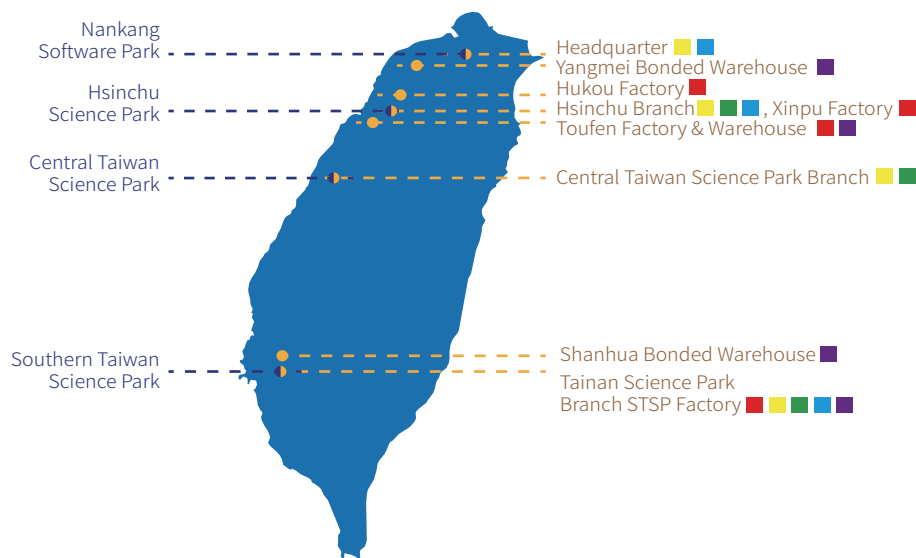 Nankang
Software Park
Hsinchu
Science Park
Central Taiwan
Science Park
Southern Taiwan
Science Park
Headquarter
Yangmei Bonded Warehouse
Hukou Factory
Hsinchu Branch , Xinpu Factory
Toufen Factory & Warehouse
Central Taiwan Science Park Branch
Shanhua Bonded Warehouse
Tainan Science Park
Branch STSP Factory